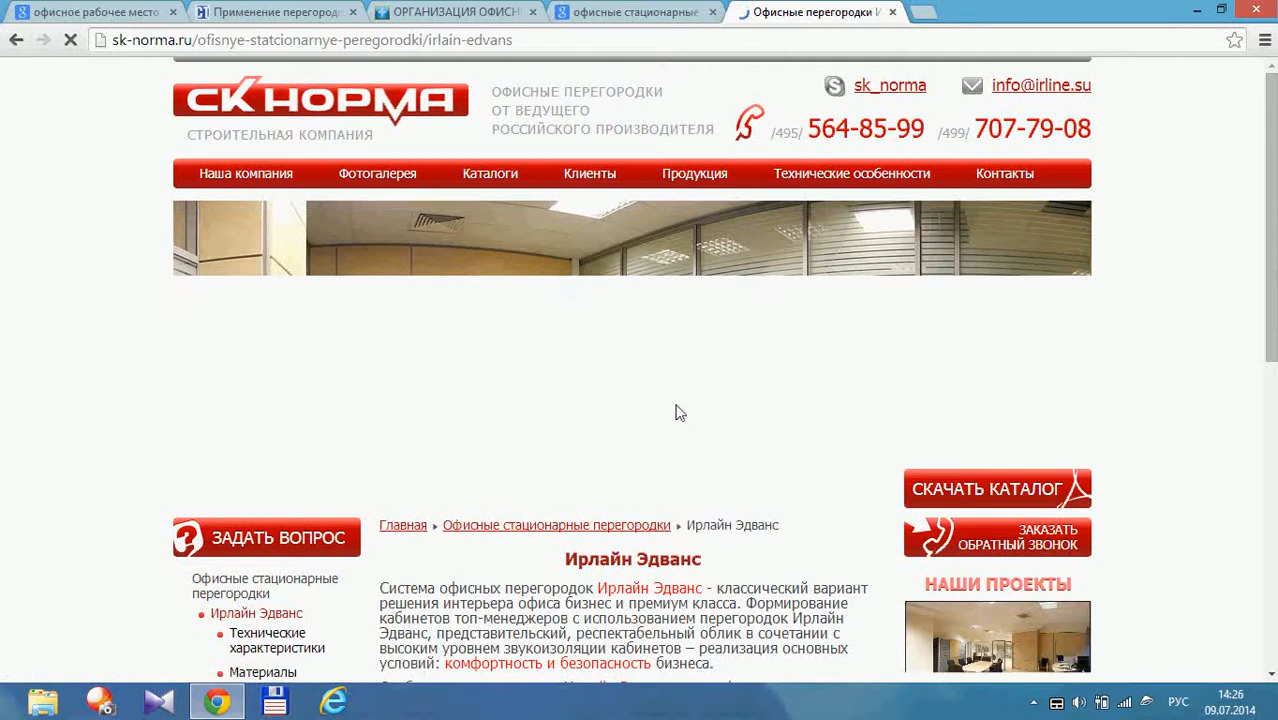 офисное рабочее место
Применение перегородс
ОРГАНИЗАЦИЯ ОФИСН
офисные стационарные
Офисные перегородки И
sk-norma.ru/ofisnye-statcionarnye-peregorodki/irlain-edvans
СК НОРМА
СТРОИТЕЛЬНАЯ КОМПАНИЯ
ОФИСНЫЕ ПЕРЕГОРОДКИ
ОТ ВЕДУЩЕГО
РОССИЙСКОГО ПРОИЗВОДИТЕЛЯ
sk_norma
info@irline.su
/495/ 564-85-99 /499/ 707-79-08
Наша компания Фотогалерея Каталоги Клиенты Продукция Технические особенности Контакты
СКАЧАТЬ КАТАЛОГ
ЗАДАТЬ ВОПРОС
Главная Офисные стационарные перегородки Ирлайн Эдванс
ЗАКАЗАТЬ
ОБРАТНЫЙ ЗВОНОК
Офисные стационарные
перегородки
Ирлайн Эдванс
Технические
характеристики
Материалы
Ирлайн Эдванс
Система офисных перегородок Ирлайн Эдванс - классический вариант
решения интерьера офиса бизнес и премиум класса. Формирование
кабинетов топ-менеджеров с использованием перегородок Ирлайн
Эдванс, представительский, респектабельный облик в сочетании с
высоким уровнем звукоизоляции кабинетов – реализация основных
условий: комфортность и безопасность бизнеса.
НАШИ ПРОЕКТЫ
РУС
14:26
09.07.2014